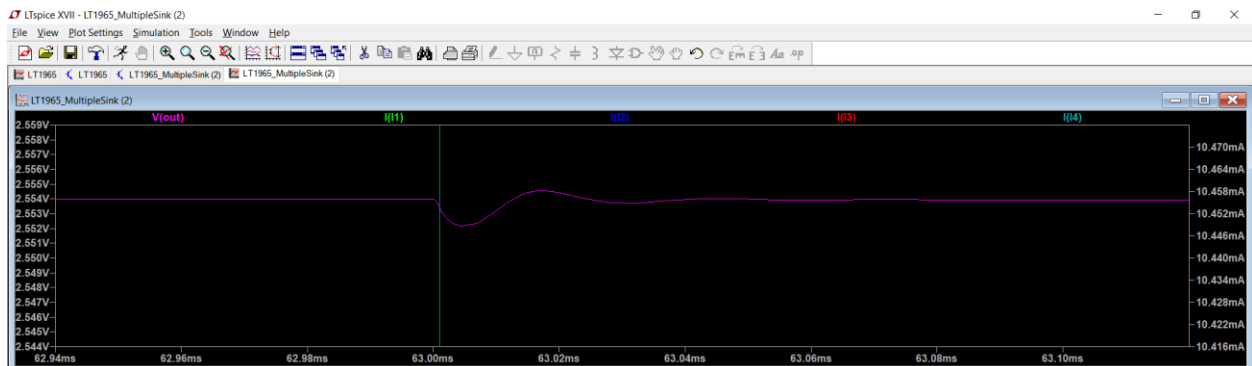 LTspice XVII - LT1965_MultipleSink (2)
File View Plot Settings Simulation Tools Window Help
LT1965 LT1965 LT1965_MultipleSink (2) LT1965_MultipleSink (2)
LT1965_MultipleSink (2)
V(out) I(I1) I(I2) I(I3) I(I4)
2.559V
2.558V
2.557V 10.470mA
2.556V 10.464mA
2.555V
2.554V 10.458mA
2.553V 10.452mA
2.552V
2.551V 10.446mA
2.550V 10.440mA
2.549V
2.548V 10.434mA
2.547V 10.428mA
2.546V
2.545V 10.422mA
2.544V 10.416mA
62.94ms 62.96ms 62.98ms 63.00ms 63.02ms 63.04ms 63.06ms 63.08ms 63.10ms